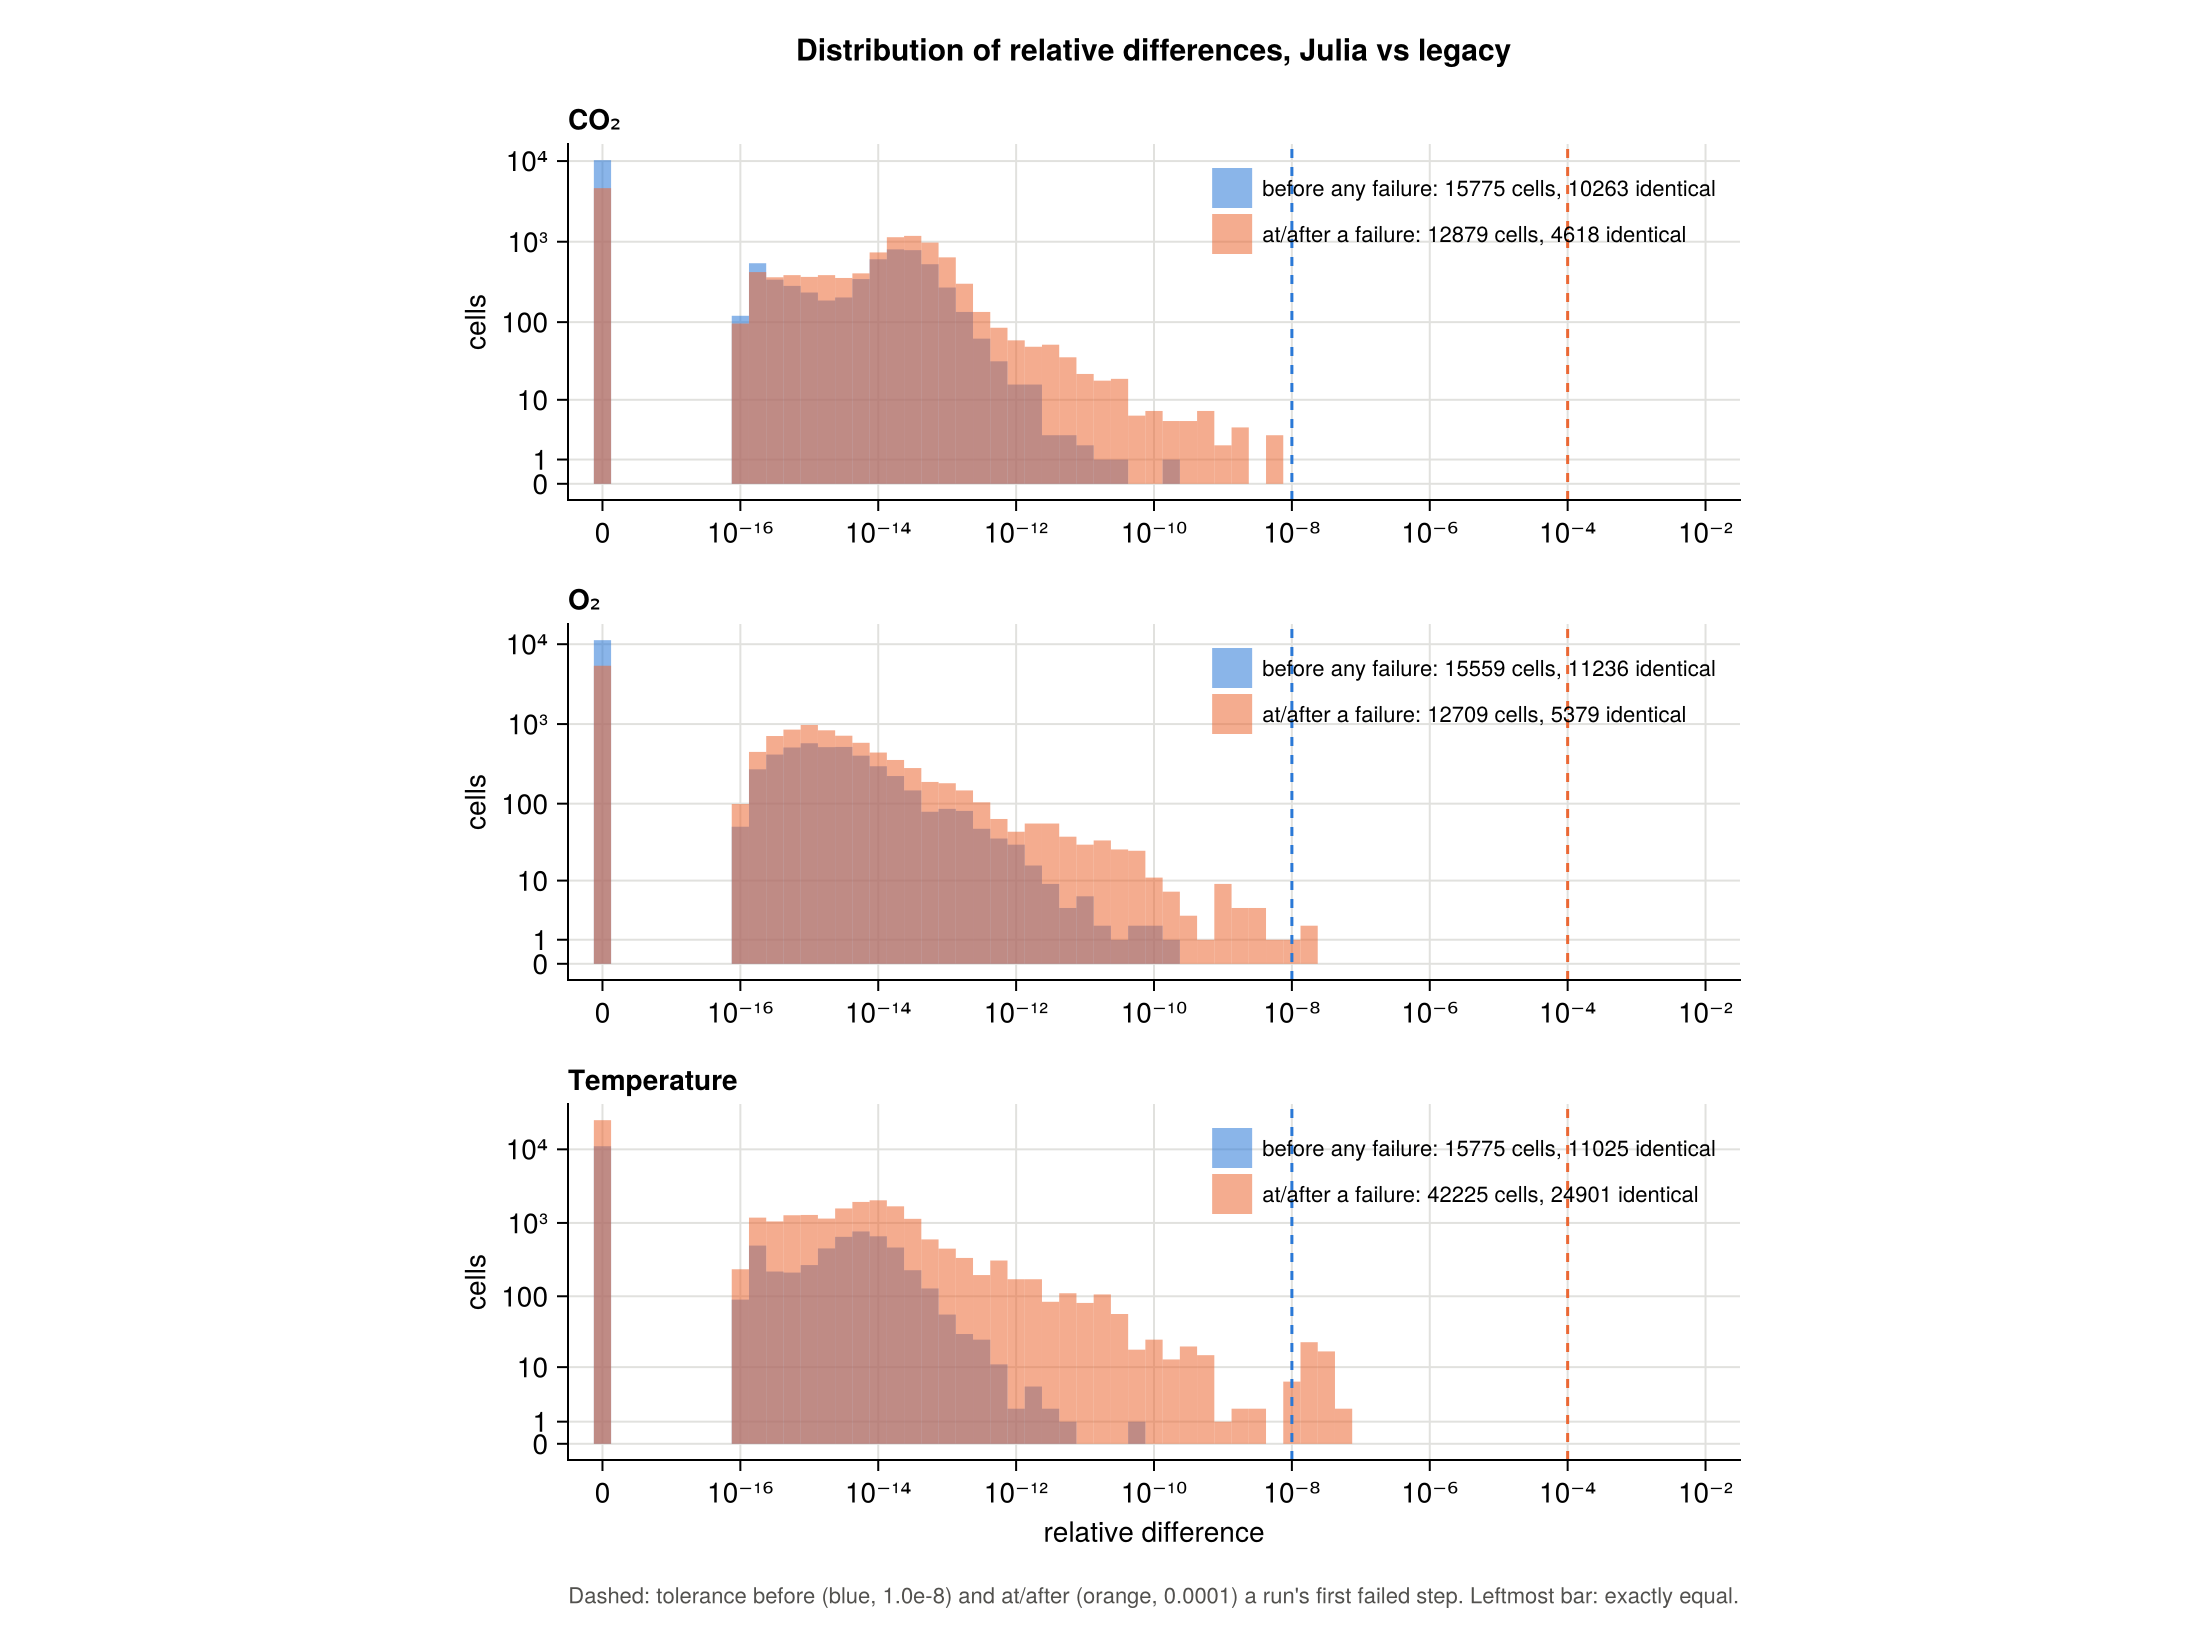 Distribution of relative differences, Julia vs legacy
CO₂
cells
10⁴
10³
100
10
1
0
before any failure: 15775 cells, 10263 identical
at/after a failure: 12879 cells, 4618 identical
0 10⁻¹⁶ 10⁻¹⁴ 10⁻¹² 10⁻¹⁰ 10⁻⁸ 10⁻⁶ 10⁻⁴ 10⁻²
O₂
cells
10⁴
10³
100
10
1
0
before any failure: 15559 cells, 11236 identical
at/after a failure: 12709 cells, 5379 identical
0 10⁻¹⁶ 10⁻¹⁴ 10⁻¹² 10⁻¹⁰ 10⁻⁸ 10⁻⁶ 10⁻⁴ 10⁻²
Temperature
cells
10⁴
10³
100
10
1
0
before any failure: 15775 cells, 11025 identical
at/after a failure: 42225 cells, 24901 identical
0 10⁻¹⁶ 10⁻¹⁴ 10⁻¹² 10⁻¹⁰ 10⁻⁸ 10⁻⁶ 10⁻⁴ 10⁻²
relative difference
Dashed: tolerance before (blue, 1.0e-8) and at/after (orange, 0.0001) a run's first failed step. Leftmost bar: exactly equal.